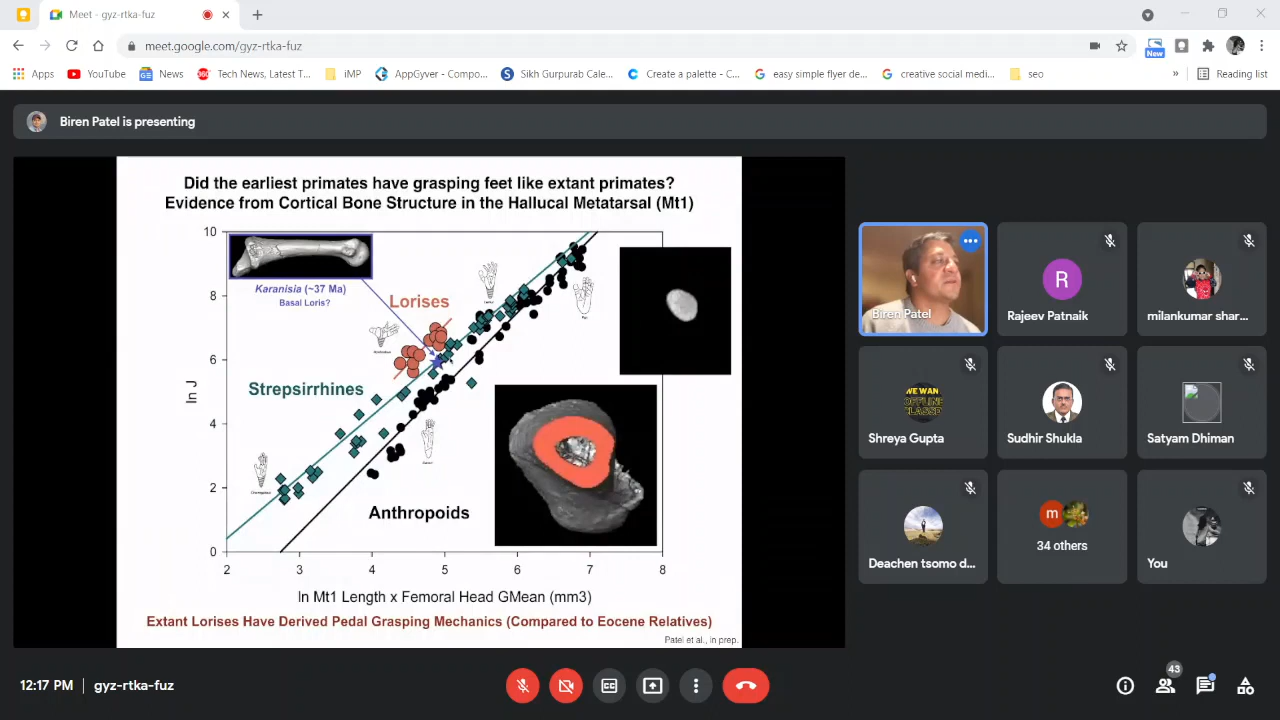 Meet - gyz-rtka-fuz
meet.google.com/gyz-rtka-fuz
New
Apps
YouTube
News
Tech News, Latest T...
iMP
AppGyver - Compo...
Sikh Gurpurab Cale...
Create a palette - C...
easy simple flyer de...
creative social medi...
seo
»
Reading list
Biren Patel is presenting
Did the earliest primates have grasping feet like extant primates?
Evidence from Cortical Bone Structure in the Hallucal Metatarsal (Mt1)
10
8
6
4
2
0
ln J
Karanisia (~37 Ma)
Basal Loris?
Lorises
Strepsirrhines
Anthropoids
2 3 4 5 6 7 8
ln Mt1 Length x Femoral Head GMean (mm3)
Extant Lorises Have Derived Pedal Grasping Mechanics (Compared to Eocene Relatives)
Patel et al., in prep.
Biren Patel
R
Rajeev Patnaik
milankumar shar...
WE WAN
OFFLINE
CLASSD
Shreya Gupta
Sudhir Shukla
Satyam Dhiman
Deachen tsomo d...
m
34 others
You
12:17 PM | gyz-rtka-fuz
CC
43